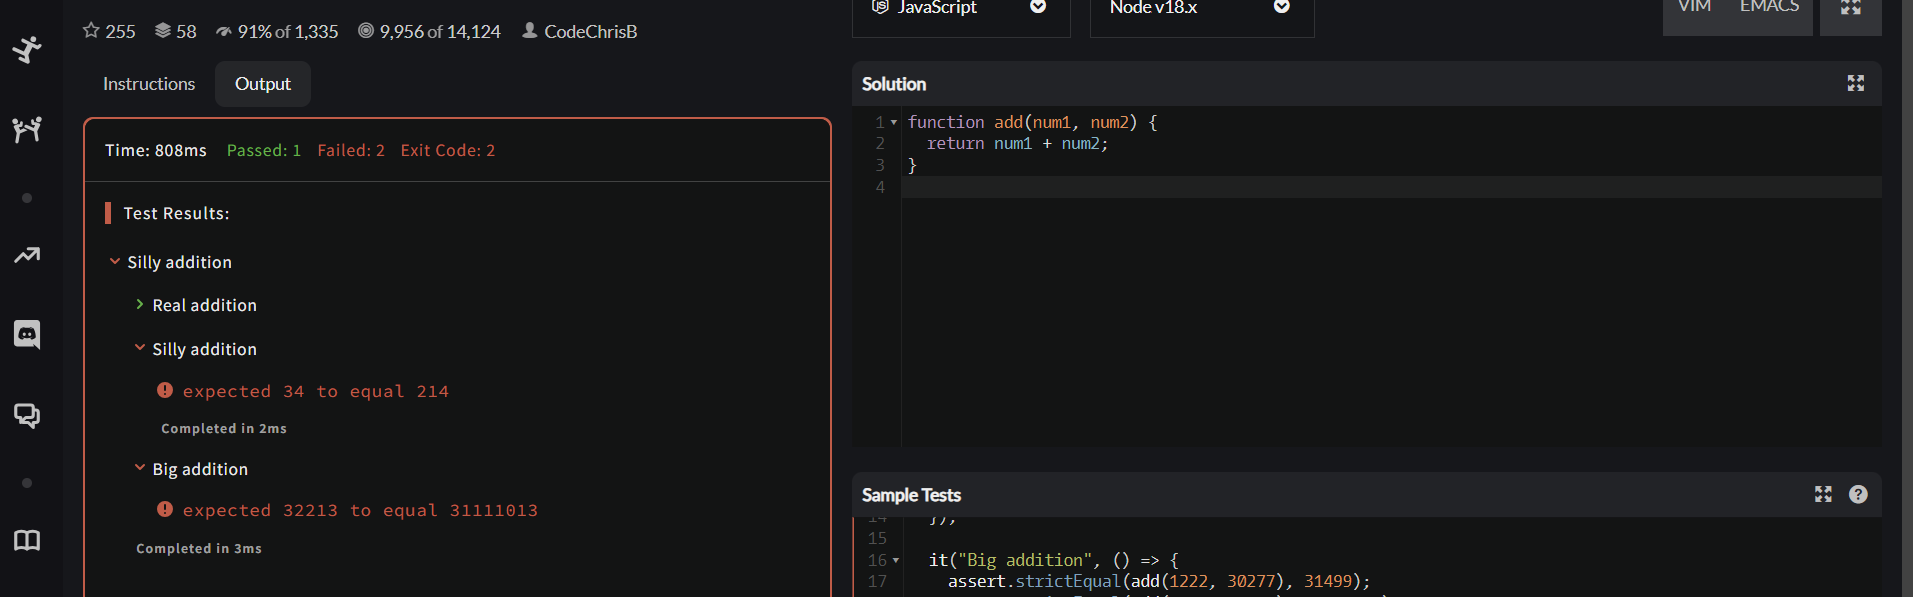 255 58 91% of 1,335 9,956 of 14,124 CodeChrisB
Instructions Output
Time: 808ms Passed: 1 Failed: 2 Exit Code: 2
Test Results:
Silly addition
Real addition
Silly addition
expected 34 to equal 214
Completed in 2ms
Big addition
expected 32213 to equal 31111013
Completed in 3ms
JavaScript Node v18.x VIM EMACS
Solution
1 function add(num1, num2) {
2 return num1 + num2;
3 }
4
Sample Tests
14 });
15
16 it("Big addition", () => {
17 assert.strictEqual(add(1222, 30277), 31499);